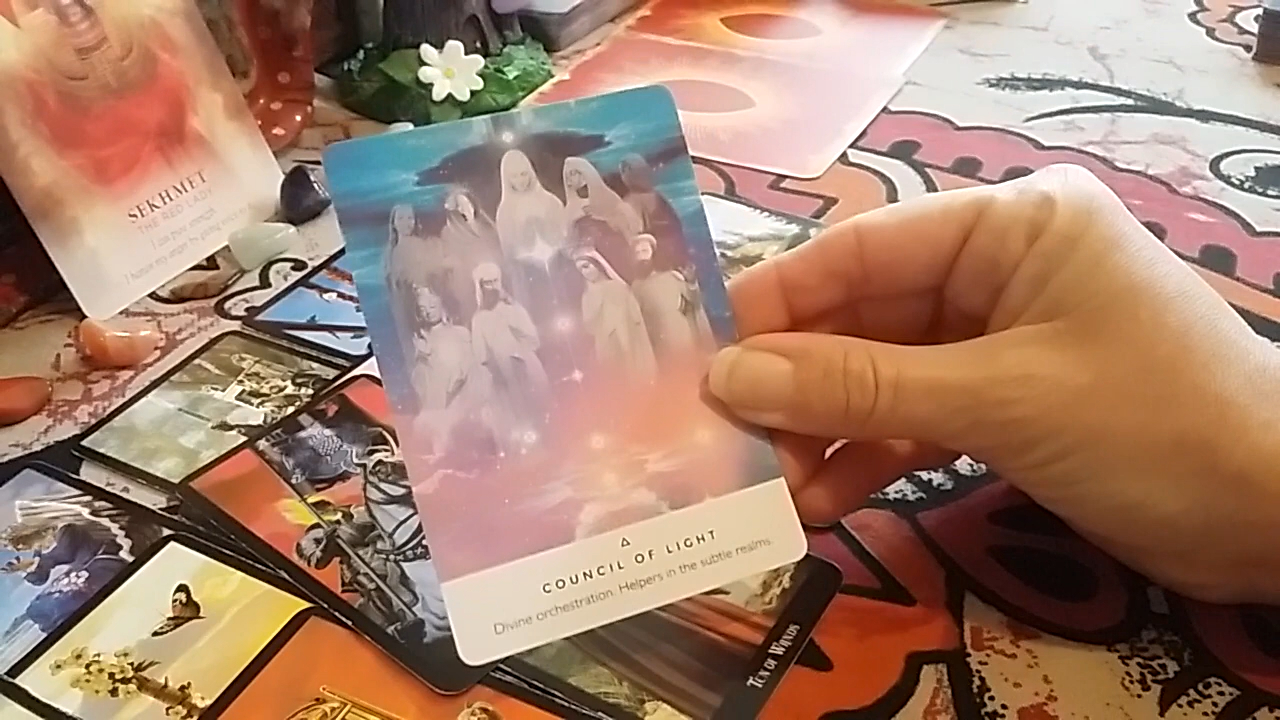 SEKHMET
THE RED LADY
COUNCIL OF LIGHT
Divine orchestration. Helpers in the subtle realms.
TEN OF WANDS